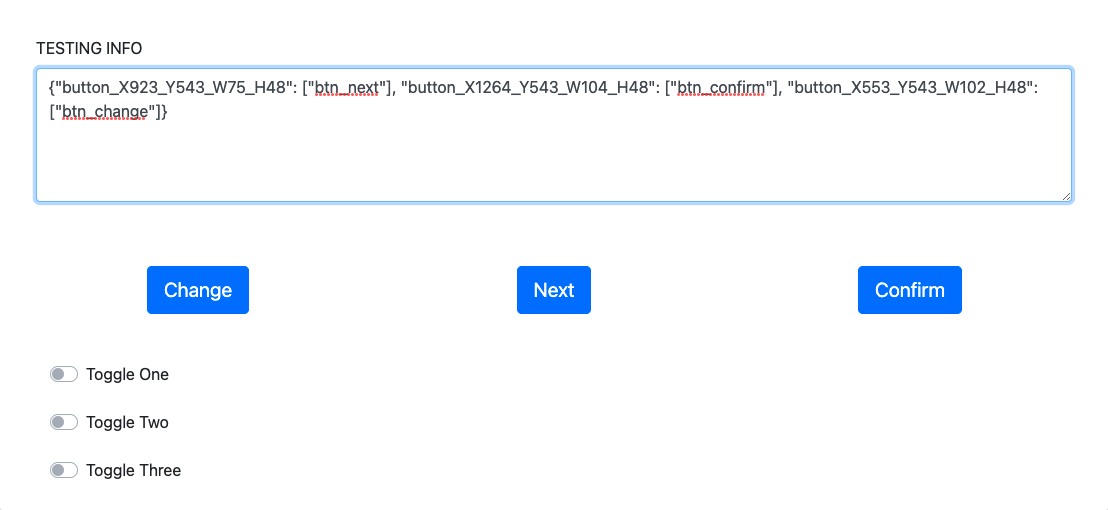 TESTING INFO
{"button_X923_Y543_W75_H48": ["btn_next"], "button_X1264_Y543_W104_H48": ["btn_confirm"], "button_X553_Y543_W102_H48":
["btn_change"]}
Change
Next
Confirm
Toggle One
Toggle Two
Toggle Three